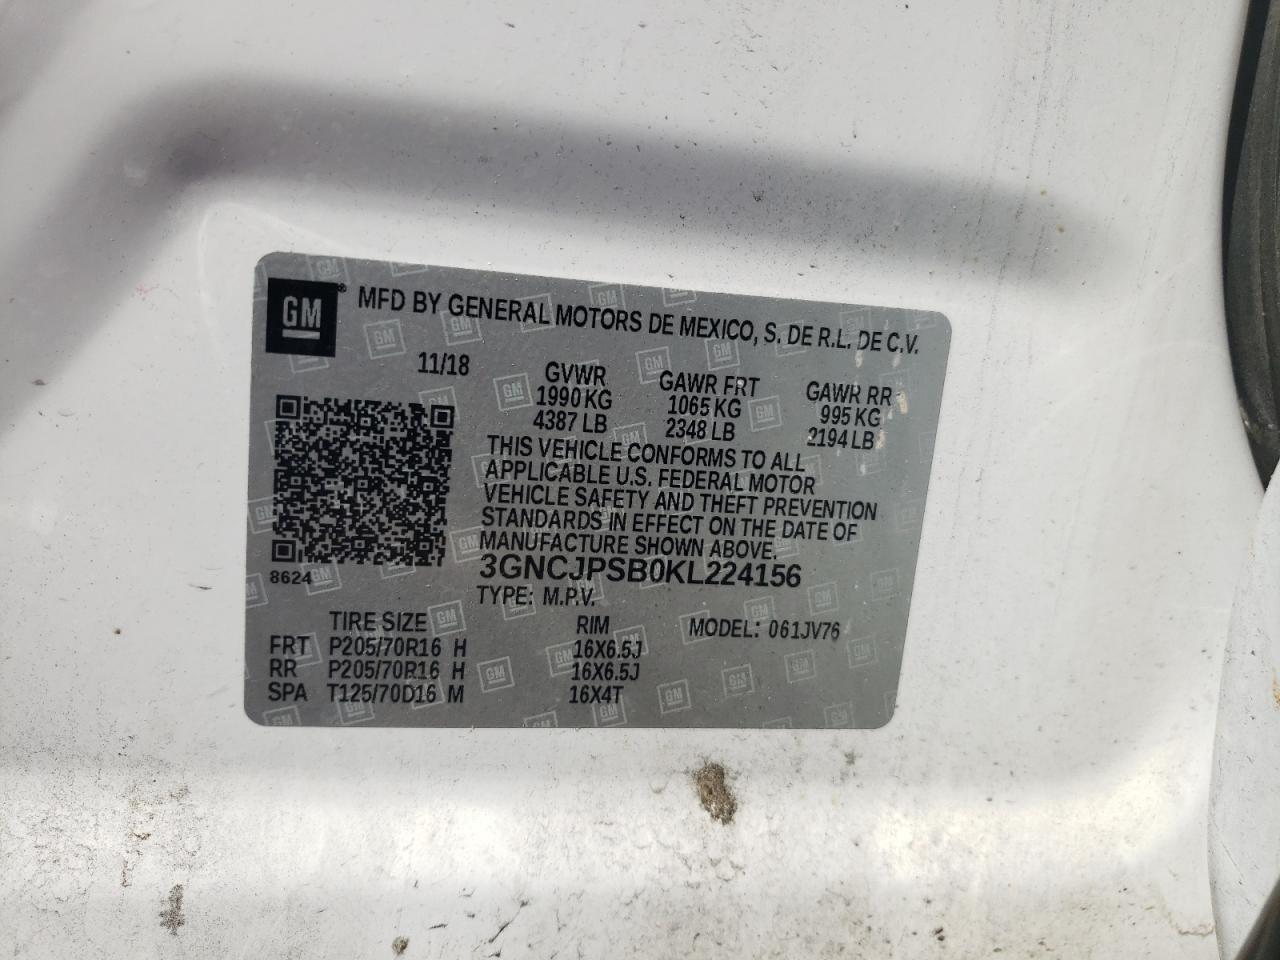 GM ® MFD BY GENERAL MOTORS DE MEXICO, S. DE R.L. DE C.V.
11/18 GVWR GAWR FRT GAWR RR
1990 KG 1065 KG 995 KG
4387 LB 2348 LB 2194 LB
THIS VEHICLE CONFORMS TO ALL
APPLICABLE U.S. FEDERAL MOTOR
VEHICLE SAFETY AND THEFT PREVENTION
STANDARDS IN EFFECT ON THE DATE OF
MANUFACTURE SHOWN ABOVE.
8624 3GNCJPSB0KL224156
TYPE: M.P.V.
TIRE SIZE RIM MODEL: 061JV76
FRT P205/70R16 H 16X6.5J
RR P205/70R16 H 16X6.5J
SPA T125/70D16 M 16X4T